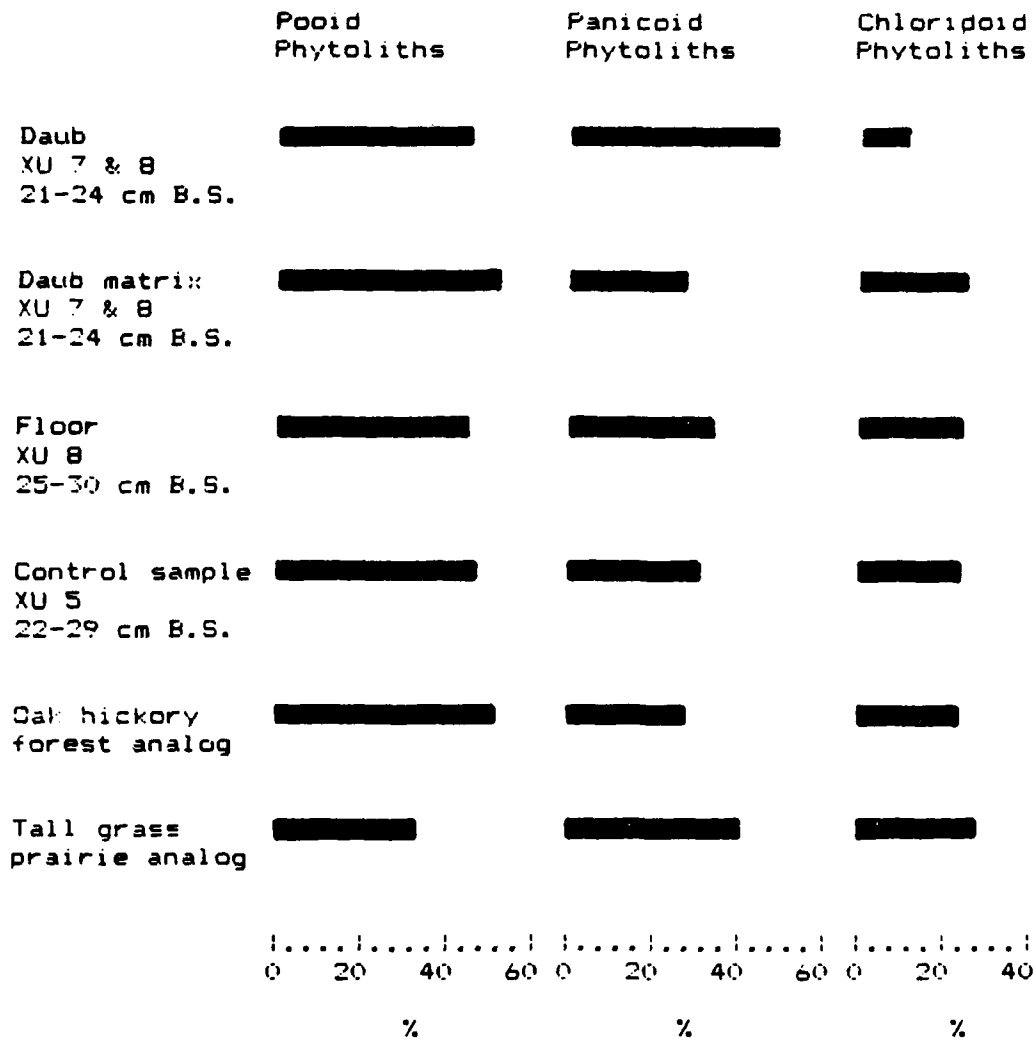 Pooid Phytoliths
Panicoid Phytoliths
Chloridoid Phytoliths
Daub
XU 7 & 8
21-24 cm B.S.
Daub matrix
XU 7 & 8
21-24 cm B.S.
Floor
XU 8
25-30 cm B.S.
Control sample
XU 5
22-29 cm B.S.
Oak hickory
forest analog
Tall grass
prairie analog
0 20 40 60 0 20 40 60 0 20 40
% % %